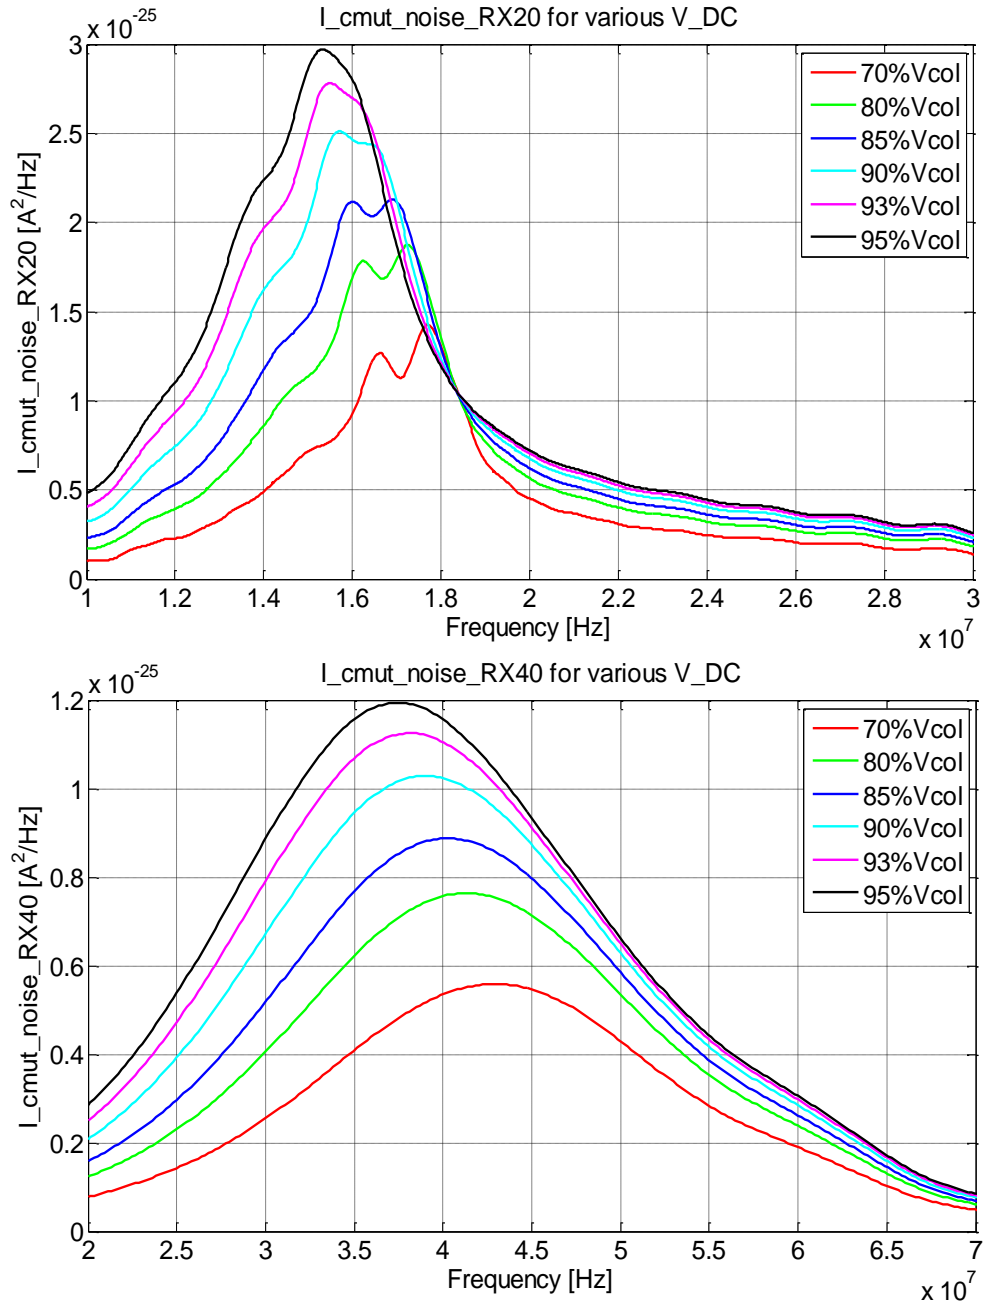 I_cmut_noise_RX20 for various V_DC
x 10^-25
3
2.5
2
1.5
1
0.5
0
I_cmut_noise_RX20 [A^2/Hz]
70%Vcol
80%Vcol
85%Vcol
90%Vcol
93%Vcol
95%Vcol
1 1.2 1.4 1.6 1.8 2 2.2 2.4 2.6 2.8 3
Frequency [Hz]
x 10^7
I_cmut_noise_RX40 for various V_DC
x 10^-25
1.2
1
0.8
0.6
0.4
0.2
0
I_cmut_noise_RX40 [A^2/Hz]
70%Vcol
80%Vcol
85%Vcol
90%Vcol
93%Vcol
95%Vcol
2 2.5 3 3.5 4 4.5 5 5.5 6 6.5 7
Frequency [Hz]
x 10^7